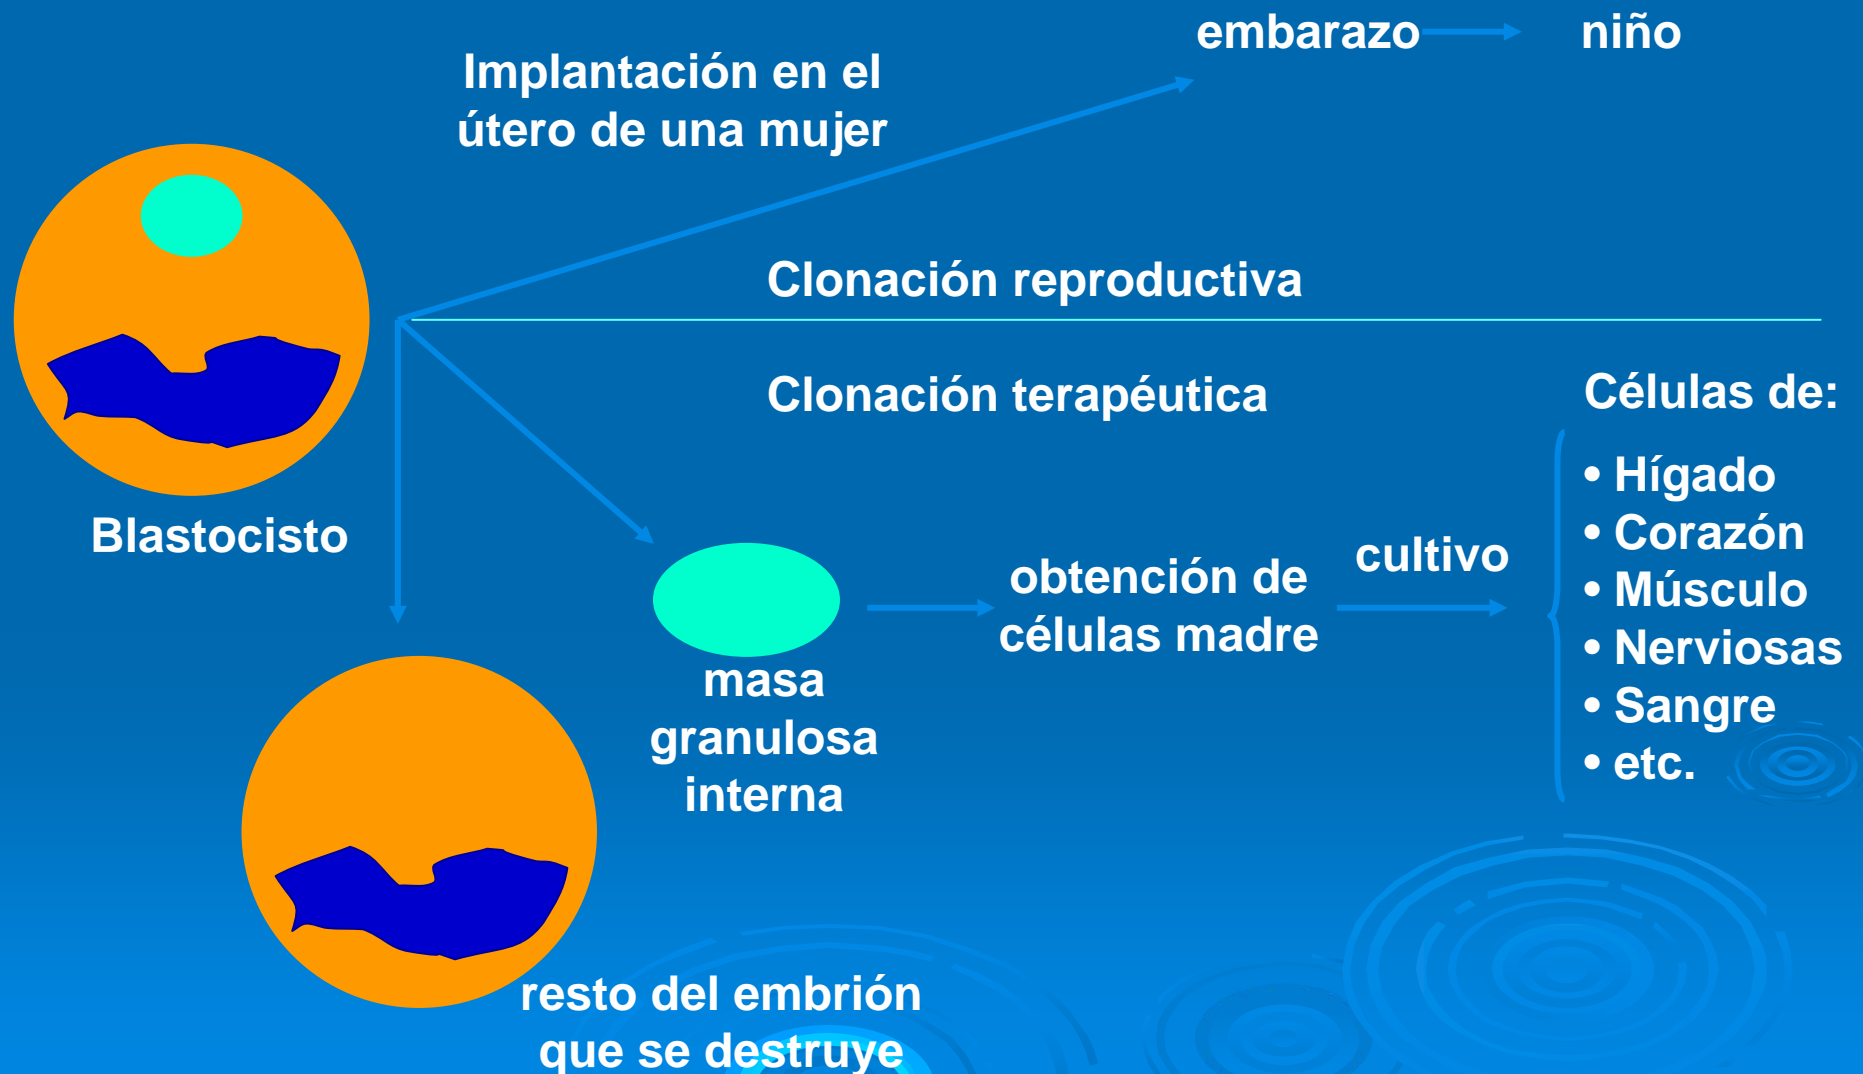 embarazo
niño
Implantación en el
útero de una mujer
Clonación reproductiva
Clonación terapéutica
Blastocisto
masa
granulosa
interna
obtención de
células madre
cultivo
Células de:
• Hígado
• Corazón
• Músculo
• Nerviosas
• Sangre
• etc.
resto del embrión
que se destruye